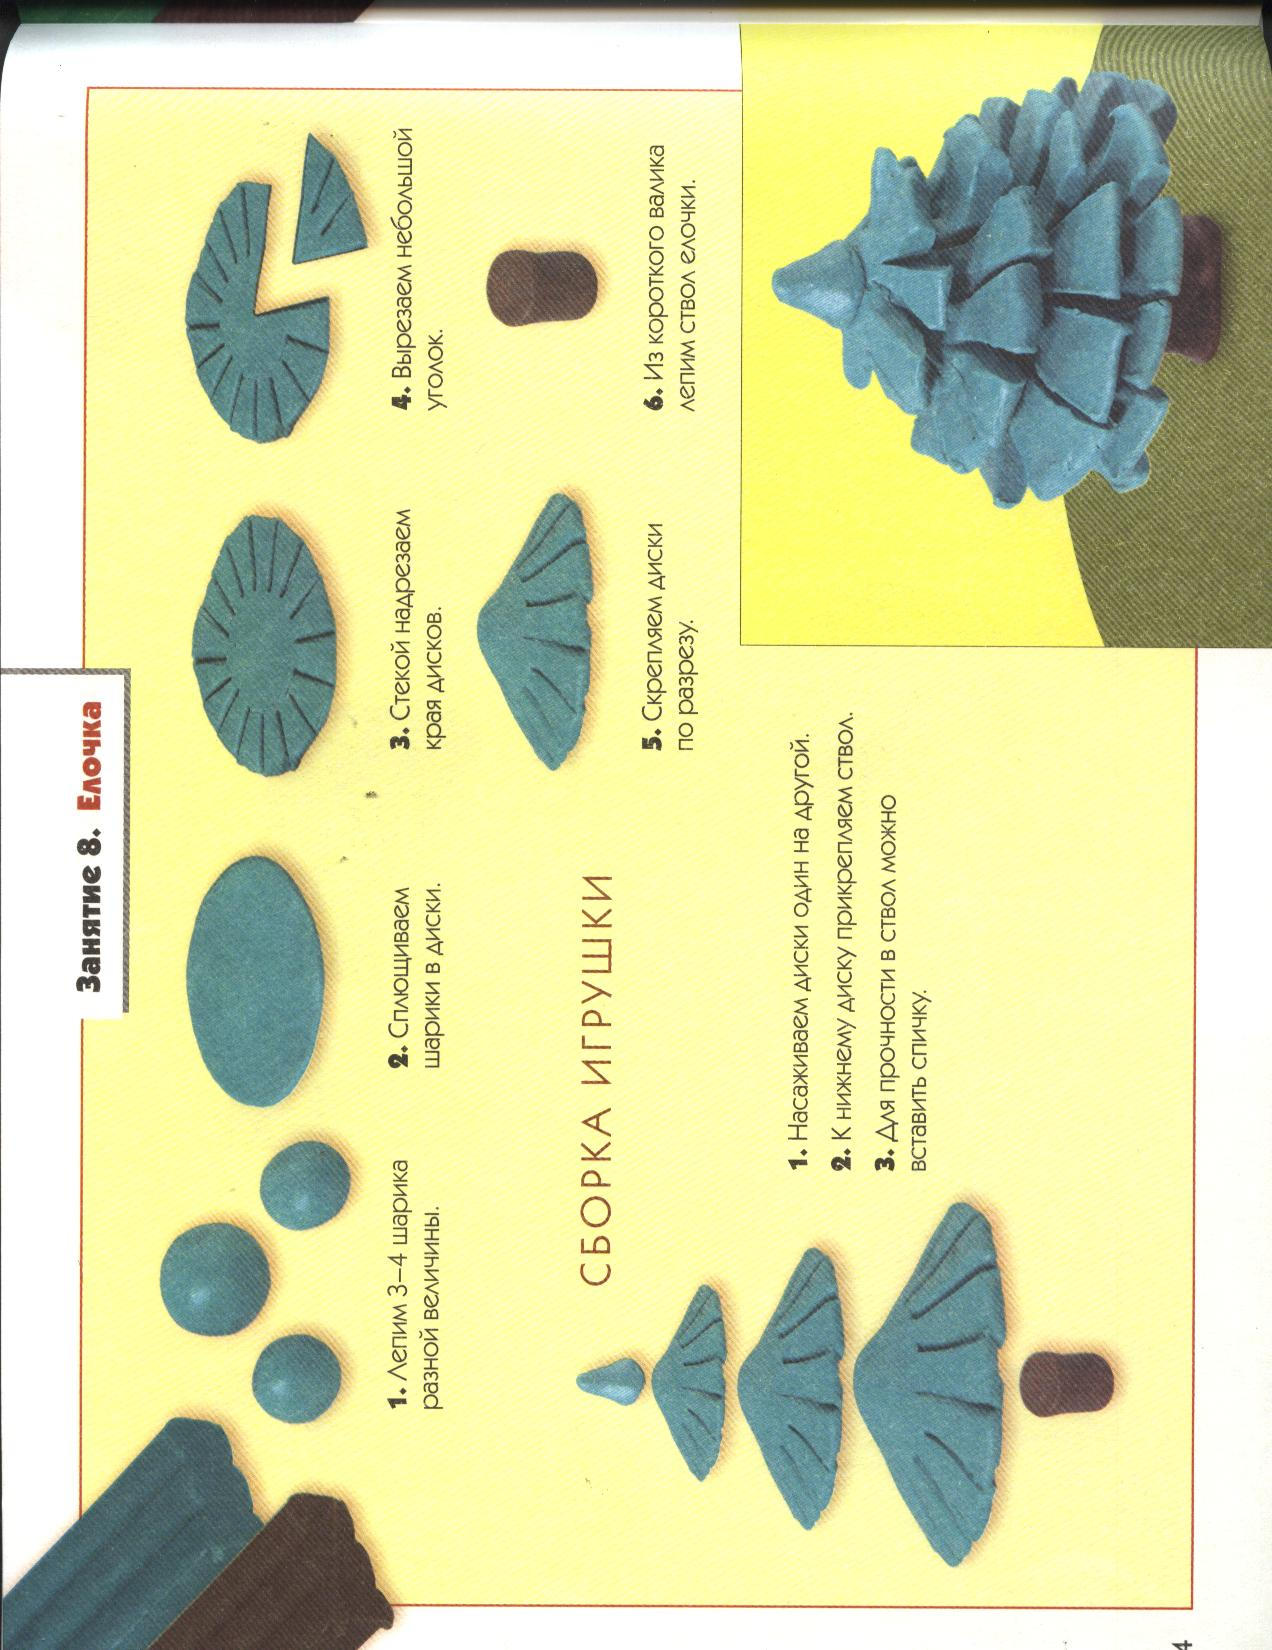 Занятие 8. Елочка
1. Лепим 3–4 шарика
разной величины.
2. Сплющиваем
шарики в диски.
3. Стекой надрезаем
края дисков.
4. Вырезаем небольшой
уголок.
5. Скрепляем диски
по разрезу.
6. Из короткого валика
лепим ствол елочки.
СБОРКА ИГРУШКИ
1. Насаживаем диски один на другой.
2. К нижнему диску прикрепляем ствол.
3. Для прочности в ствол можно
вставить спичку.
4